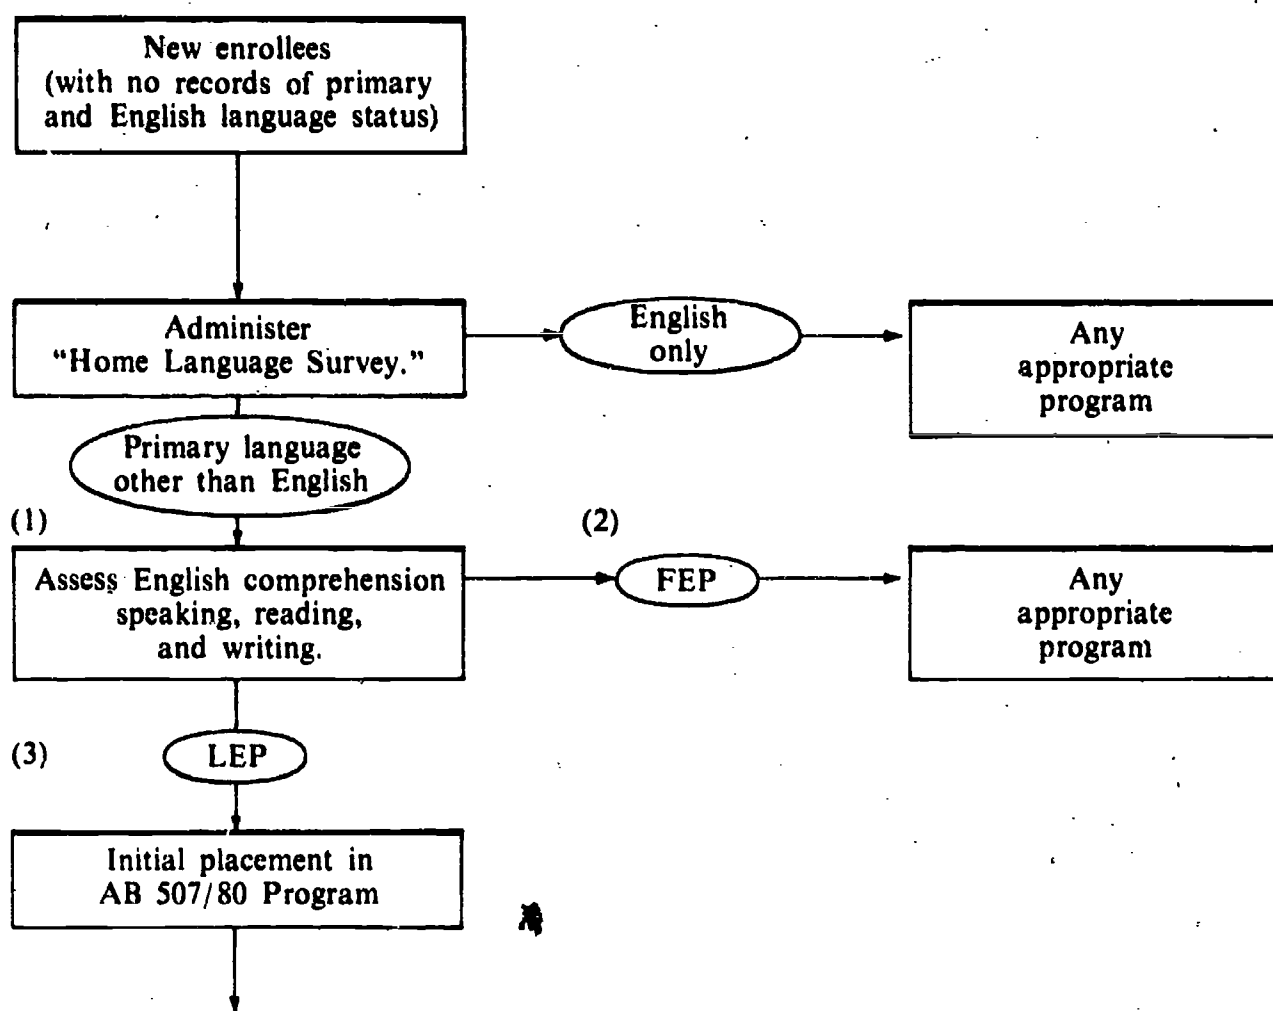 New enrollees
(with no records of primary
and English language status)
Administer
“Home Language Survey.”
English
only
Any
appropriate
program
Primary language
other than English
(1)
Assess English comprehension
speaking, reading,
and writing.
(2)
FEP
Any
appropriate
program
(3)
LEP
Initial placement in
AB 507/80 Program